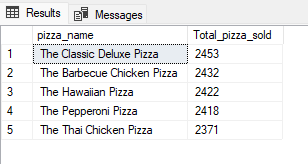 Results Messages
pizza_name Total_pizza_sold
1 The Classic Deluxe Pizza 2453
2 The Barbecue Chicken Pizza 2432
3 The Hawaiian Pizza 2422
4 The Pepperoni Pizza 2418
5 The Thai Chicken Pizza 2371